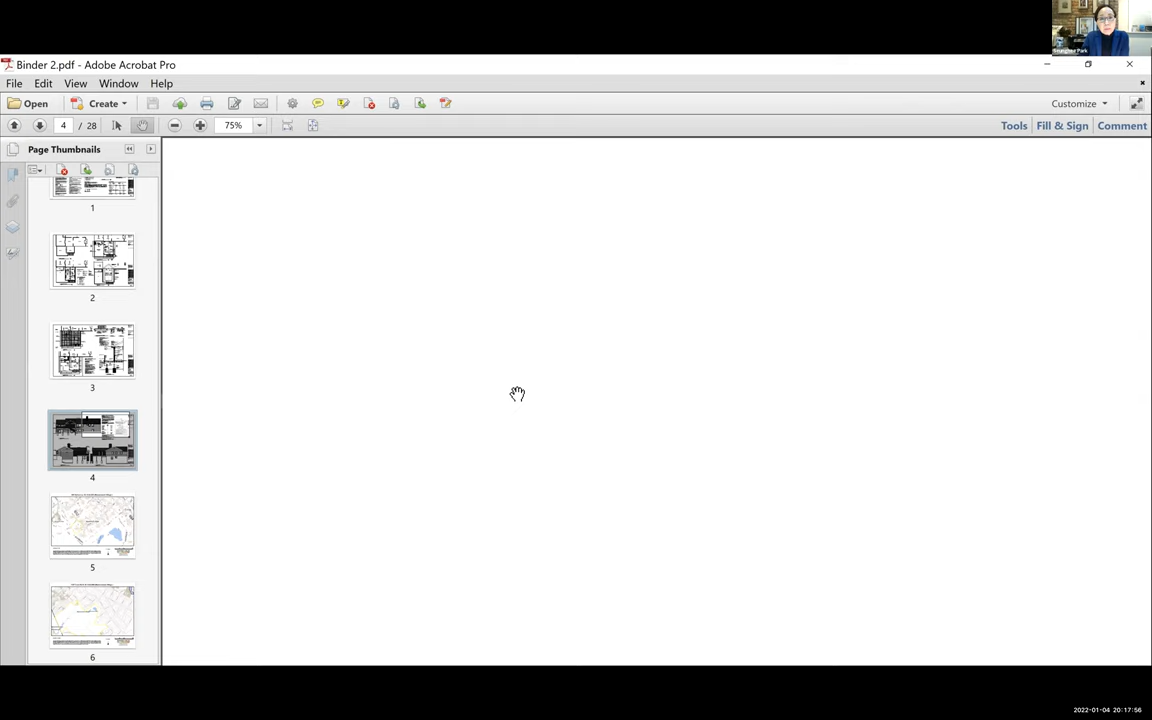 Binder 2.pdf - Adobe Acrobat Pro
File Edit View Window Help
Open Create Customize
4 / 28 75% Tools Fill & Sign Comment
Page Thumbnails
1
2
3
4
5
6
2022-01-04 20:17:56